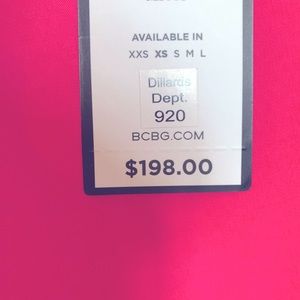 AVAILABLE IN
XXS XS S M L
Dillards
Dept.
920
BCBG.COM
$198.00